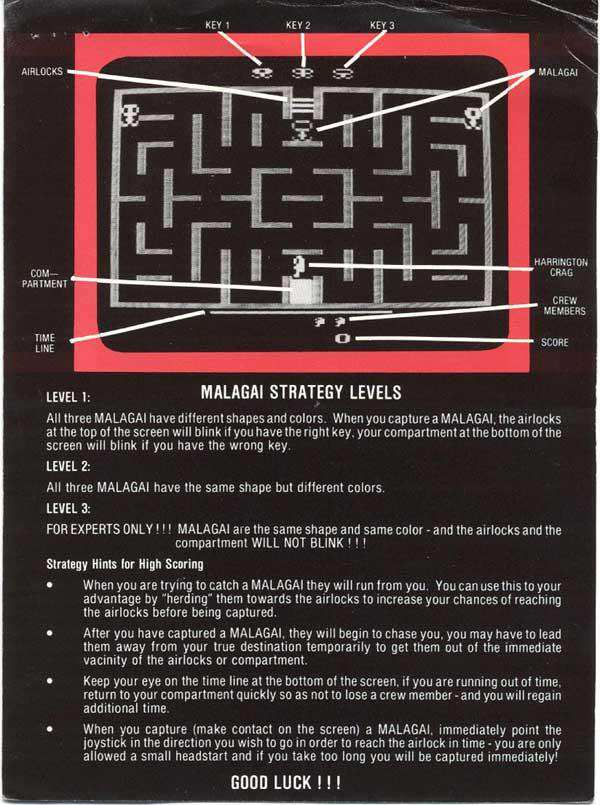 KEY 1 KEY 2 KEY 3
AIRLOCKS
MALAGAI
HARRINGTON
CRAG
COM—
PARTMENT
CREW
MEMBERS
TIME
LINE
SCORE
0
MALAGAI STRATEGY LEVELS
LEVEL 1:
All three MALAGAI have different shapes and colors. When you capture a MALAGAI, the airlocks
at the top of the screen will blink if you have the right key, your compartment at the bottom of the
screen will blink if you have the wrong key.
LEVEL 2:
All three MALAGAI have the same shape but different colors.
LEVEL 3:
FOR EXPERTS ONLY ! ! ! MALAGAI are the same shape and same color - and the airlocks and the
compartment WILL NOT BLINK ! ! !
Strategy Hints for High Scoring
• When you are trying to catch a MALAGAI they will run from you. You can use this to your
advantage by "herding" them towards the airlocks to increase your chances of reaching
the airlocks before being captured.
• After you have captured a MALAGAI, they will begin to chase you, you may have to lead
them away from your true destination temporarily to get them out of the immediate
vacinity of the airlocks or compartment.
• Keep your eye on the time line at the bottom of the screen, if you are running out of time,
return to your compartment quickly so as not to lose a crew member - and you will regain
additional time.
• When you capture (make contact on the screen) a MALAGAI, immediately point the
joystick in the direction you wish to go in order to reach the airlock in time - you are only
allowed a small headstart and if you take too long you will be captured immediately!
GOOD LUCK ! ! !